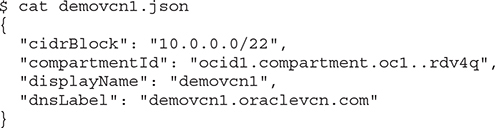 $ cat demovcn1.json
{
  "cidrBlock": "10.0.0.0/22",
  "compartmentId": "ocid1.compartment.oc1..rdv4q",
  "displayName": "demovcn1",
  "dnsLabel": "demovcn1.oraclevcn.com"
}